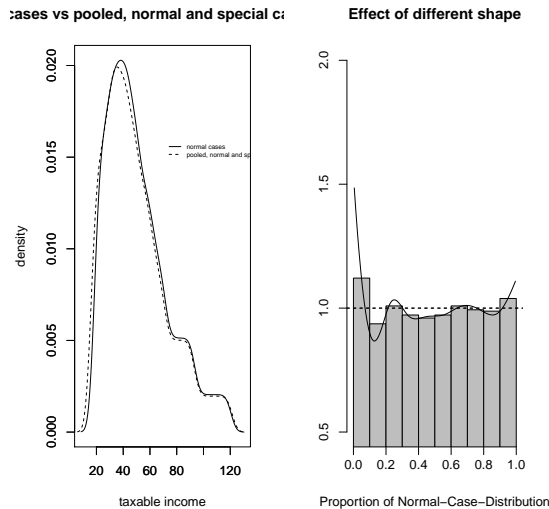 cases vs pooled, normal and special ca
Effect of different shape
density
0.000 0.005 0.010 0.015 0.020
normal cases
pooled, normal and sp
20 40 60 80 120
taxable income
0.5 1.0 1.5 2.0
0.0 0.2 0.4 0.6 0.8 1.0
Proportion of Normal−Case−Distribution